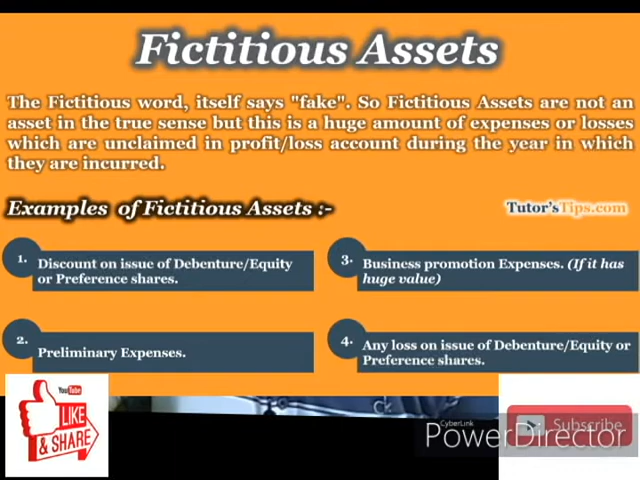 Fictitious Assets
The Fictitious word, itself says "fake". So Fictitious Assets are not an
asset in the true sense but this is a huge amount of expenses or losses
which are unclaimed in profit/loss account during the year in which
they are incurred.
Examples of Fictitious Assets :-
Tutor'sTips.com
1.
Discount on issue of Debenture/Equity
or Preference shares.
2.
Preliminary Expenses.
3.
Business promotion Expenses. (If it has
huge value)
4.
Any loss on issue of Debenture/Equity or
Preference shares.
YouTube
LIKE
& SHARE
CyberLink
PowerDirector
Subscribe